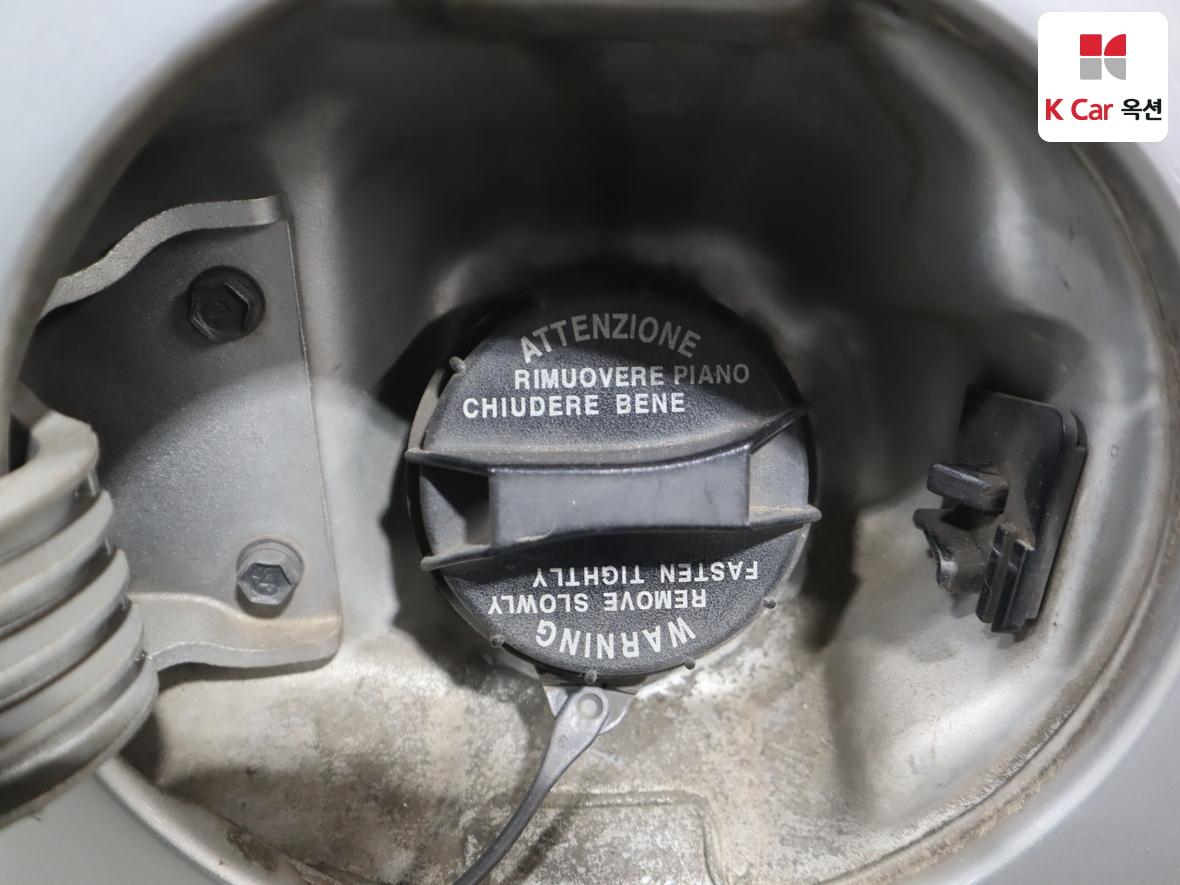 K Car 옥션
ATTENZIONE
RIMUOVERE PIANO
CHIUDERE BENE
WARNING
REMOVE SLOWLY
FASTEN TIGHTLY